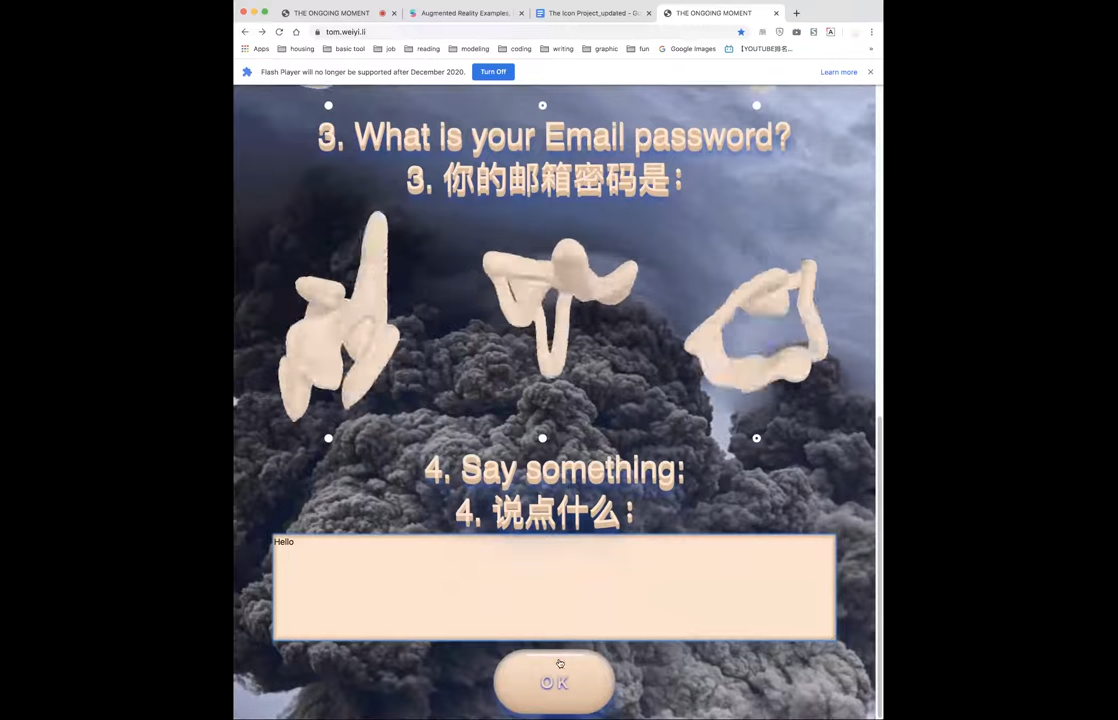 THE ONGOING MOMENT
Augmented Reality Examples.
The Icon Project_updated - Go
THE ONGOING MOMENT
tom.weiyi.li
Apps
housing
basic tool
job
reading
modeling
coding
writing
graphic
fun
Google Images
Flash Player will no longer be supported after December 2020.
Turn Off
Learn more
3. What is your Email password?
3. 你的邮箱密码是：
4. Say something:
4. 说点什么：
Hello
OK